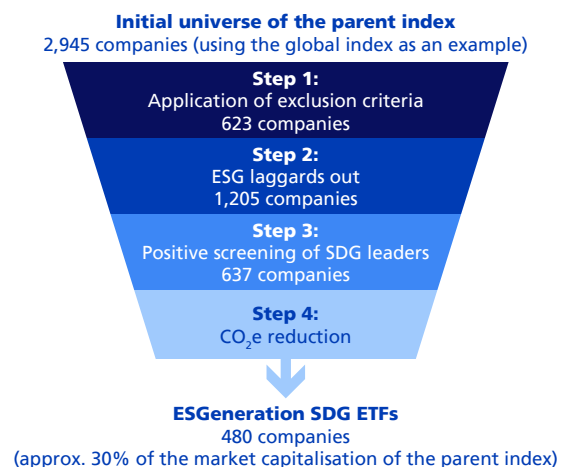 Initial universe of the parent index
2,945 companies (using the global index as an example)
Step 1:
Application of exclusion criteria
623 companies
Step 2:
ESG laggards out
1,205 companies
Step 3:
Positive screening of SDG leaders
637 companies
Step 4:
CO₂e reduction
ESGeneration SDG ETFs
480 companies
(approx. 30% of the market capitalisation of the parent index)